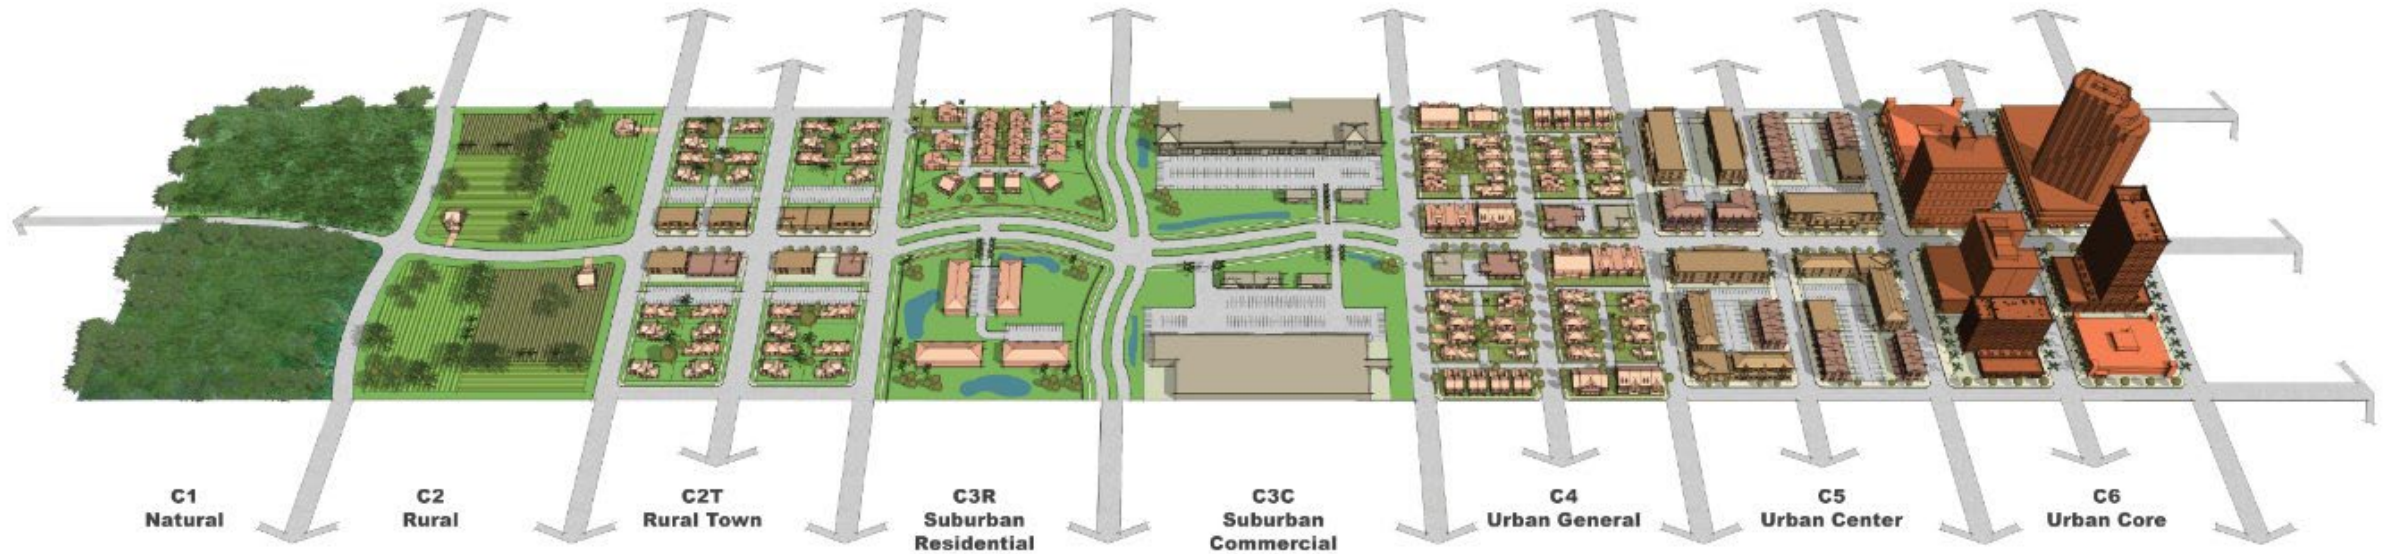 C1
Natural
C2
Rural
C2T
Rural Town
C3R
Suburban
Residential
C3C
Suburban
Commercial
C4
Urban General
C5
Urban Center
C6
Urban Core